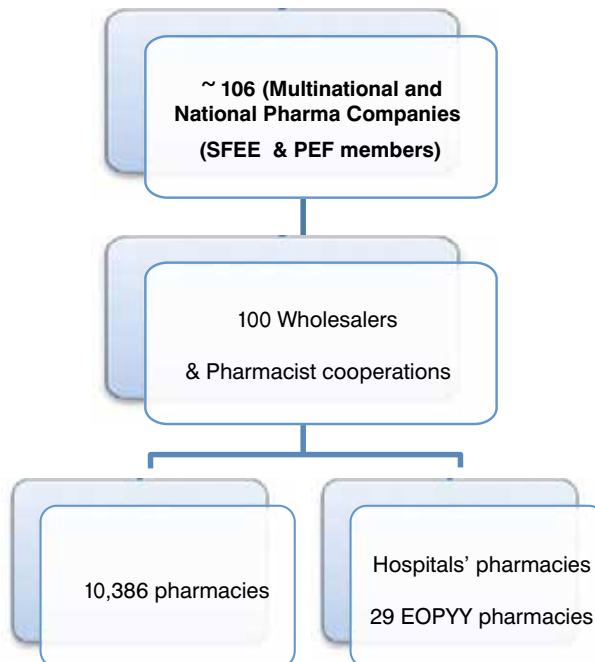 ~ 106 (Multinational and
National Pharma Companies
(SFEE & PEF members)
100 Wholesalers
& Pharmacist cooperations
10,386 pharmacies
Hospitals' pharmacies
29 EOPYY pharmacies